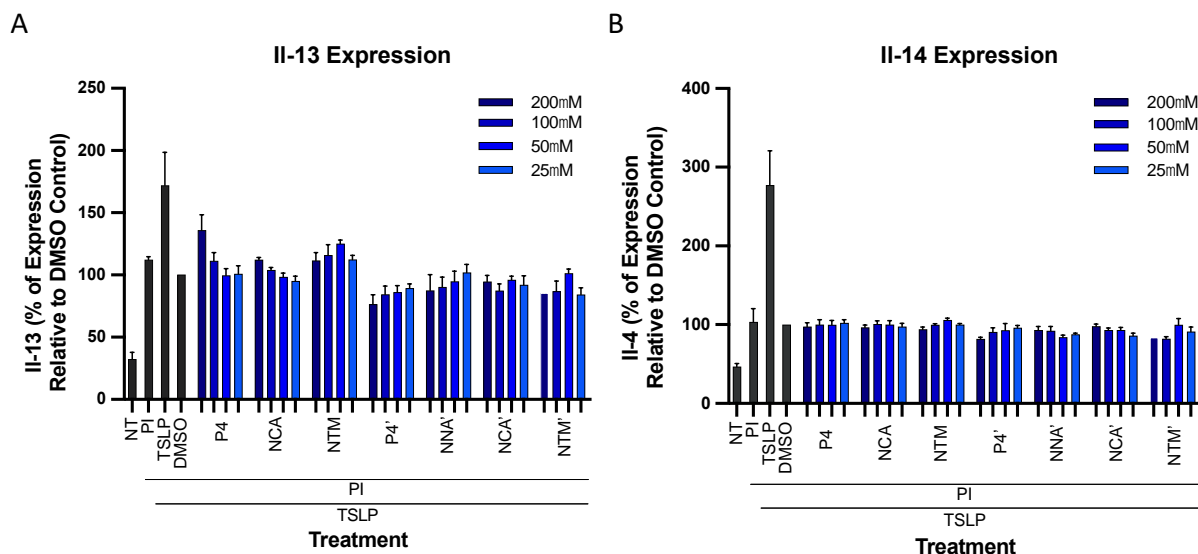 A
Il-13 Expression
250
200
150
100
50
0
Il-13 (% of Expression
Relative to DMSO Control)
200mM
100mM
50mM
25mM
NT
PI
TSLP
DMSO
P4
NCA
NTM
P4'
NNA'
NCA'
NTM'
PI
TSLP
Treatment
B
Il-14 Expression
400
300
200
100
0
Il-4 (% of Expression
Relative to DMSO Control)
200mM
100mM
50mM
25mM
NT
PI
TSLP
DMSO
P4
NCA
NTM
P4'
NNA'
NCA'
NTM'
PI
TSLP
Treatment